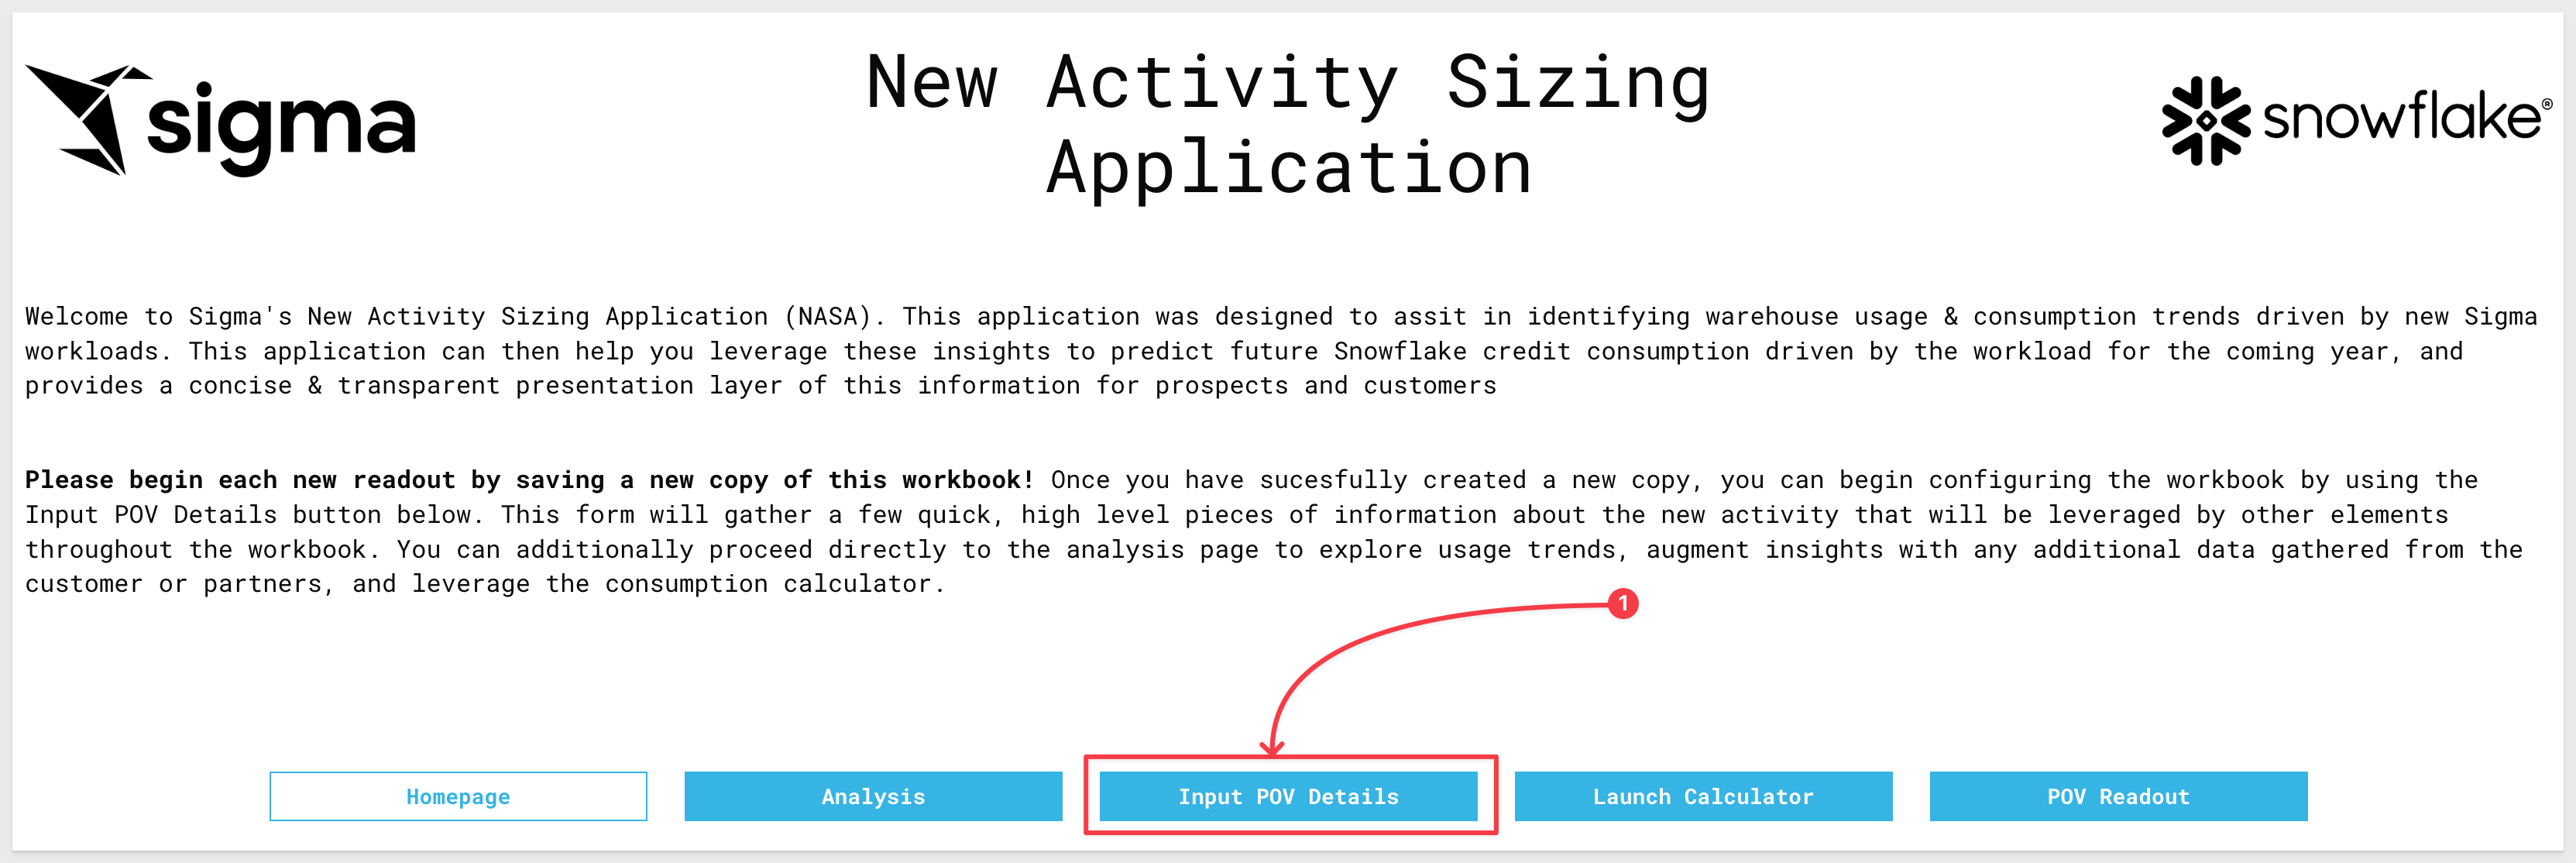 sigma
New Activity Sizing
Application
snowflake®
Welcome to Sigma's New Activity Sizing Application (NASA). This application was designed to assit in identifying warehouse usage & consumption trends driven by new Sigma
workloads. This application can then help you leverage these insights to predict future Snowflake credit consumption driven by the workload for the coming year, and
provides a concise & transparent presentation layer of this information for prospects and customers
Please begin each new readout by saving a new copy of this workbook! Once you have sucesfully created a new copy, you can begin configuring the workbook by using the
Input POV Details button below. This form will gather a few quick, high level pieces of information about the new activity that will be leveraged by other elements
throughout the workbook. You can additionally proceed directly to the analysis page to explore usage trends, augment insights with any additional data gathered from the
customer or partners, and leverage the consumption calculator.
1
Homepage
Analysis
Input POV Details
Launch Calculator
POV Readout